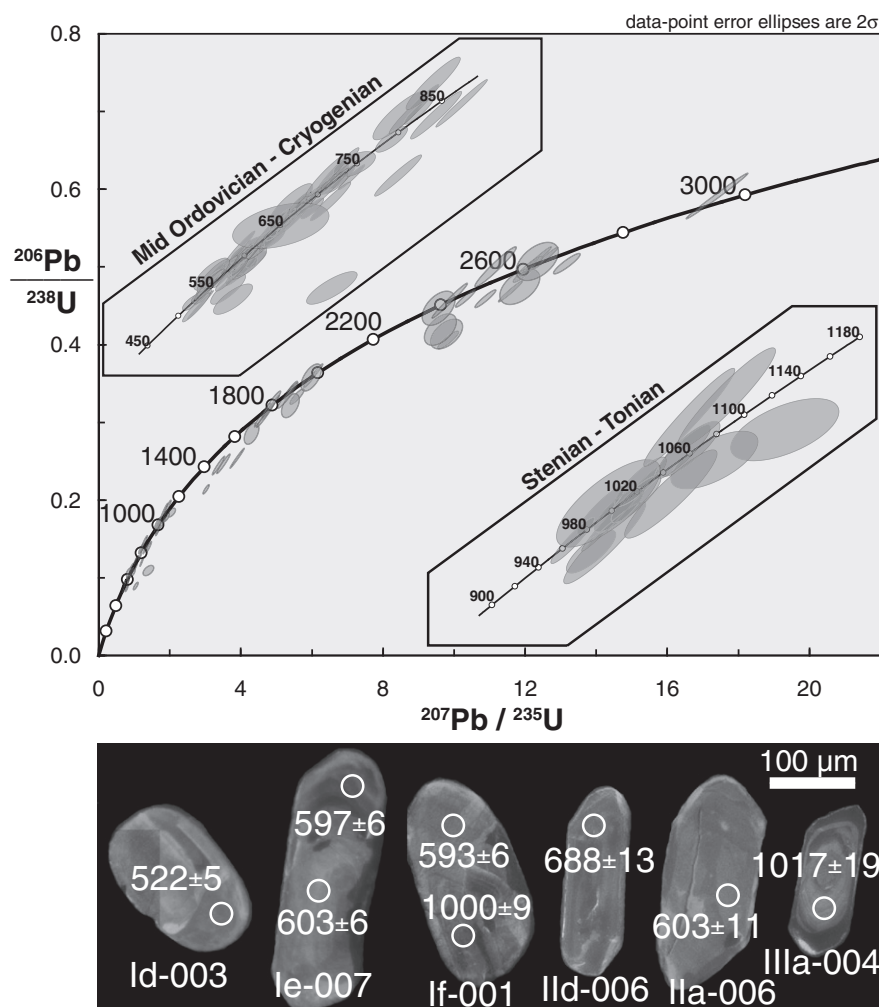 data-point error ellipses are 2σ
0.8
0.6
0.4
0.2
0.0
206Pb
238U
Mid Ordovician - Cryogenian
450
550
650
750
850
1000
1400
1800
2200
2600
3000
Stenian - Tonian
900
940
980
1020
1060
1100
1140
1180
0 4 8 12 16 20
207Pb / 235U
100 µm
522±5
Id-003
597±6
603±6
Ie-007
593±6
1000±9
If-001
688±13
IId-006
603±11
IIa-006
1017±19
IIIa-004